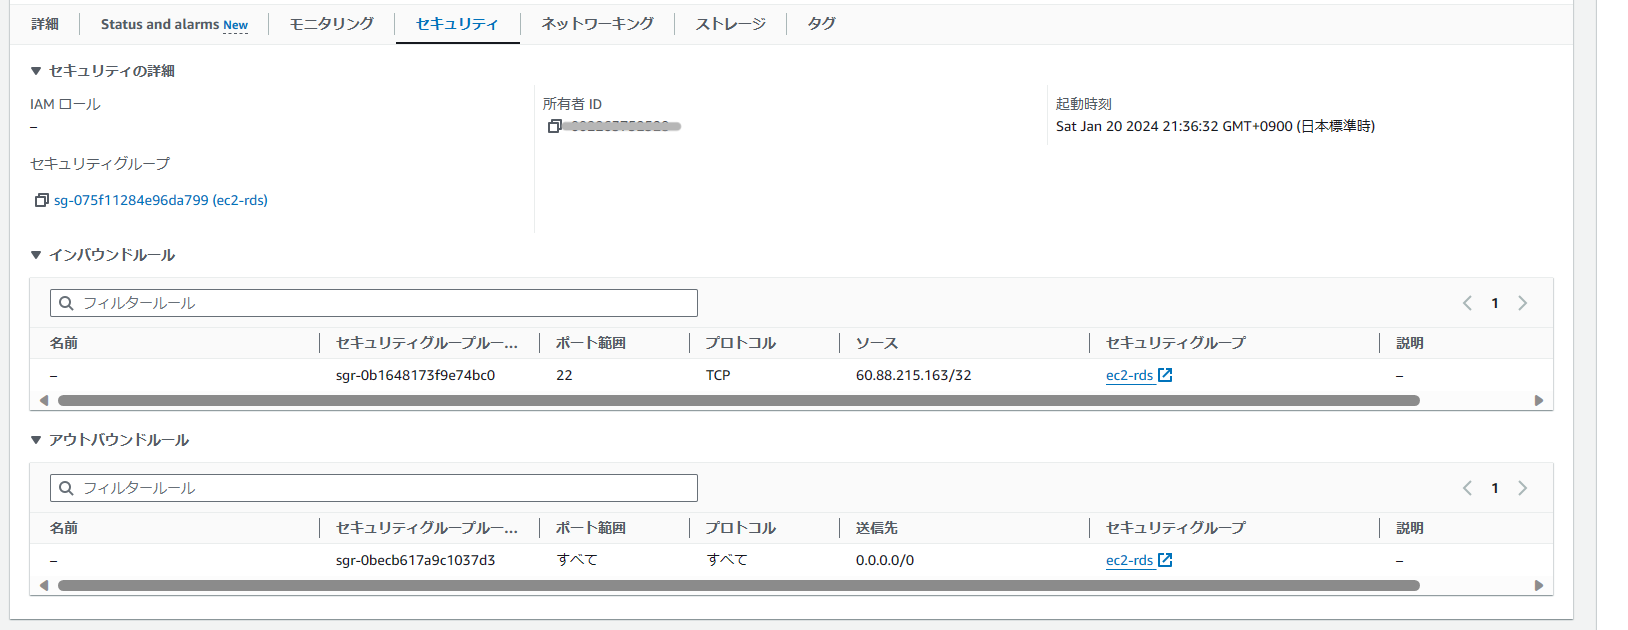 詳細 Status and alarms New モニタリング セキュリティ ネットワーキング ストレージ タグ
▼ セキュリティの詳細
IAM ロール 所有者 ID 起動時刻
– Sat Jan 20 2024 21:36:32 GMT+0900 (日本標準時)
セキュリティグループ
sg-075f11284e96da799 (ec2-rds)
▼ インバウンドルール
フィルタールール 1
名前 セキュリティグループルー... ポート範囲 プロトコル ソース セキュリティグループ 説明
– sgr-0b1648173f9e74bc0 22 TCP 60.88.215.163/32 ec2-rds –
▼ アウトバウンドルール
フィルタールール 1
名前 セキュリティグループルー... ポート範囲 プロトコル 送信先 セキュリティグループ 説明
– sgr-0becb617a9c1037d3 すべて すべて 0.0.0.0/0 ec2-rds –